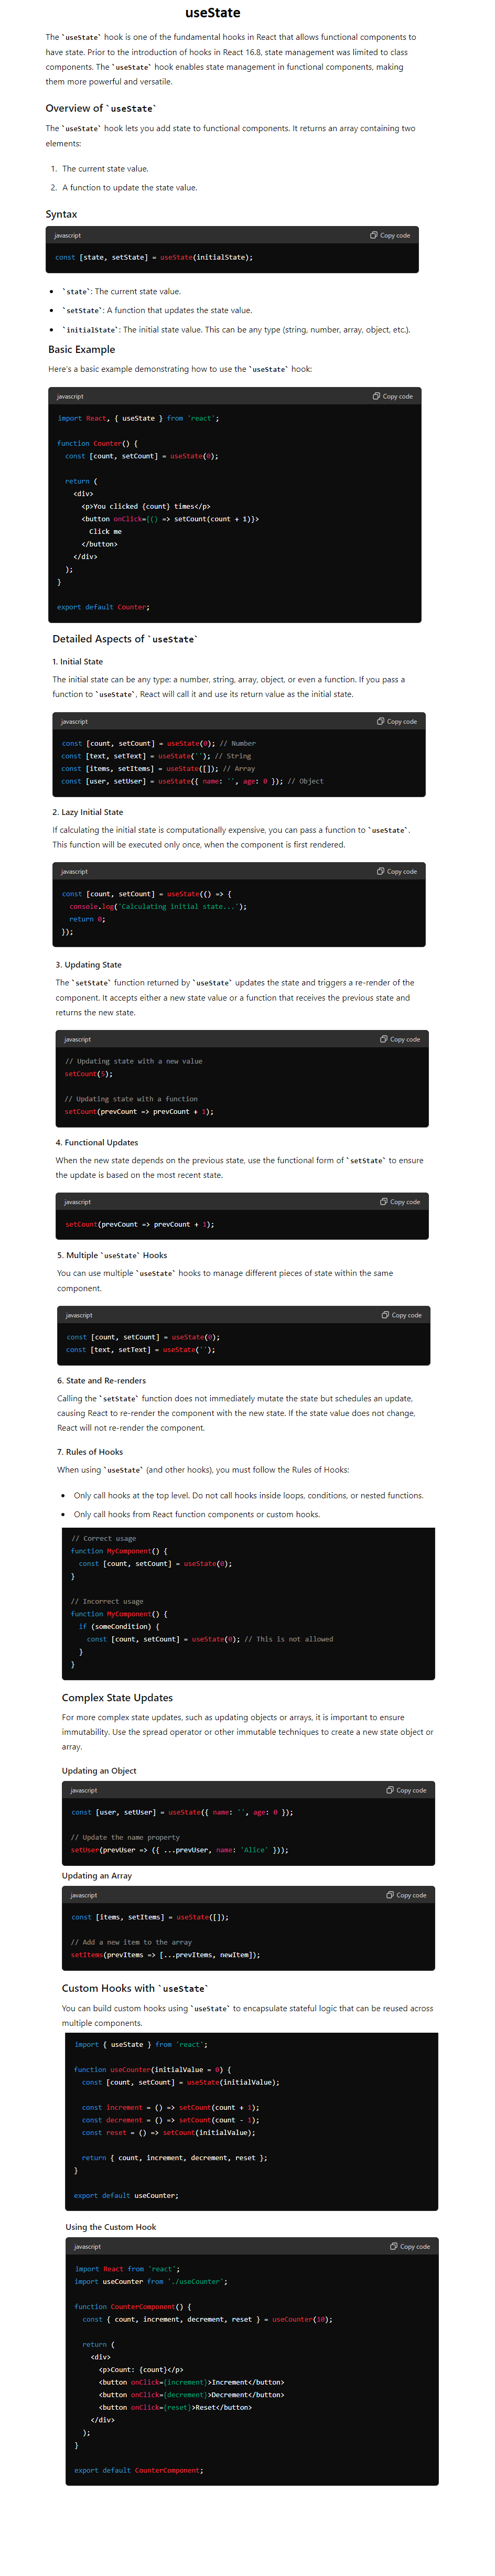 useState
The `useState` hook is one of the fundamental hooks in React that allows functional components to
have state. Prior to the introduction of hooks in React 16.8, state management was limited to class
components. The `useState` hook enables state management in functional components, making
them more powerful and versatile.
Overview of `useState`
The `useState` hook lets you add state to functional components. It returns an array containing two
elements:
1. The current state value.
2. A function to update the state value.
Syntax
javascript Copy code
const [state, setState] = useState(initialState);
• `state`: The current state value.
• `setState`: A function that updates the state value.
• `initialState`: The initial state value. This can be any type (string, number, array, object, etc.).
Basic Example
Here's a basic example demonstrating how to use the `useState` hook:
javascript Copy code
import React, { useState } from 'react';
function Counter() {
const [count, setCount] = useState(0);
return (
<div>
<p>You clicked {count} times</p>
<button onClick={() => setCount(count + 1)}>
Click me
</button>
</div>
);
}
export default Counter;
Detailed Aspects of `useState`
1. Initial State
The initial state can be any type: a number, string, array, object, or even a function. If you pass a
function to `useState`, React will call it and use its return value as the initial state.
javascript Copy code
const [count, setCount] = useState(0); // Number
const [text, setText] = useState(''); // String
const [items, setItems] = useState([]); // Array
const [user, setUser] = useState({ name: '', age: 0 }); // Object
2. Lazy Initial State
If calculating the initial state is computationally expensive, you can pass a function to `useState`.
This function will be executed only once, when the component is first rendered.
javascript Copy code
const [count, setCount] = useState(() => {
console.log('Calculating initial state...');
return 0;
});
3. Updating State
The `setState` function returned by `useState` updates the state and triggers a re-render of the
component. It accepts either a new state value or a function that receives the previous state and
returns the new state.
javascript Copy code
// Updating state with a new value
setCount(5);
// Updating state with a function
setCount(prevCount => prevCount + 1);
4. Functional Updates
When the new state depends on the previous state, use the functional form of `setState` to ensure
the update is based on the most recent state.
javascript Copy code
setCount(prevCount => prevCount + 1);
5. Multiple `useState` Hooks
You can use multiple `useState` hooks to manage different pieces of state within the same
component.
javascript Copy code
const [count, setCount] = useState(0);
const [text, setText] = useState('');
6. State and Re-renders
Calling the `setState` function does not immediately mutate the state but schedules an update,
causing React to re-render the component with the new state. If the state value does not change,
React will not re-render the component.
7. Rules of Hooks
When using `useState` (and other hooks), you must follow the Rules of Hooks:
• Only call hooks at the top level. Do not call hooks inside loops, conditions, or nested functions.
• Only call hooks from React function components or custom hooks.
// Correct usage
function MyComponent() {
const [count, setCount] = useState(0);
}
// Incorrect usage
function MyComponent() {
if (someCondition) {
const [count, setCount] = useState(0); // This is not allowed
}
}
Complex State Updates
For more complex state updates, such as updating objects or arrays, it is important to ensure
immutability. Use the spread operator or other immutable techniques to create a new state object or
array.
Updating an Object
javascript Copy code
const [user, setUser] = useState({ name: '', age: 0 });
// Update the name property
setUser(prevUser => ({ ...prevUser, name: 'Alice' }));
Updating an Array
javascript Copy code
const [items, setItems] = useState([]);
// Add a new item to the array
setItems(prevItems => [...prevItems, newItem]);
Custom Hooks with `useState`
You can build custom hooks using `useState` to encapsulate stateful logic that can be reused across
multiple components.
import { useState } from 'react';
function useCounter(initialValue = 0) {
const [count, setCount] = useState(initialValue);
const increment = () => setCount(count + 1);
const decrement = () => setCount(count - 1);
const reset = () => setCount(initialValue);
return { count, increment, decrement, reset };
}
export default useCounter;
Using the Custom Hook
javascript Copy code
import React from 'react';
import useCounter from './useCounter';
function CounterComponent() {
const { count, increment, decrement, reset } = useCounter(10);
return (
<div>
<p>Count: {count}</p>
<button onClick={increment}>Increment</button>
<button onClick={decrement}>Decrement</button>
<button onClick={reset}>Reset</button>
</div>
);
}
export default CounterComponent;